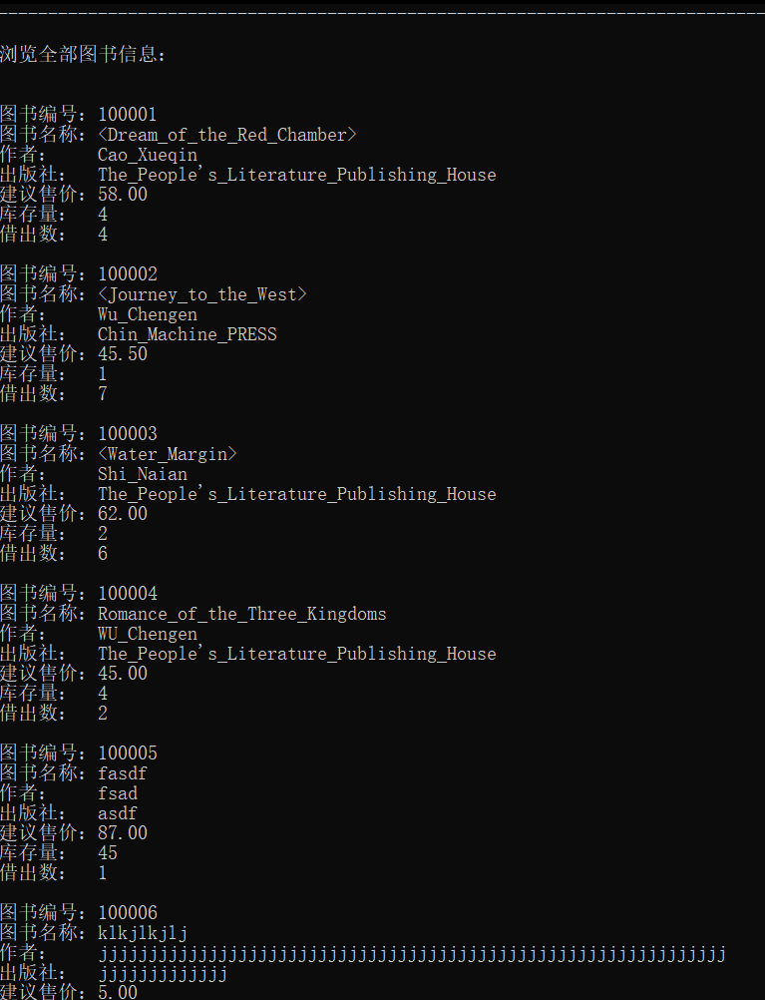 浏览全部图书信息：
图书编号：100001
图书名称：<Dream_of_the_Red_Chamber>
作者： Cao_Xueqin
出版社： The_People's_Literature_Publishing_House
建议售价：58.00
库存量： 4
借出数： 4
图书编号：100002
图书名称：<Journey_to_the_West>
作者： Wu_Chengen
出版社： Chin_Machine_PRESS
建议售价：45.50
库存量： 1
借出数： 7
图书编号：100003
图书名称：<Water_Margin>
作者： Shi_Naian
出版社： The_People's_Literature_Publishing_House
建议售价：62.00
库存量： 2
借出数： 6
图书编号：100004
图书名称：Romance_of_the_Three_Kingdoms
作者： WU_Chengen
出版社： The_People's_Literature_Publishing_House
建议售价：45.00
库存量： 4
借出数： 2
图书编号：100005
图书名称：fasdf
作者： fsad
出版社： asdf
建议售价：87.00
库存量： 45
借出数： 1
图书编号：100006
图书名称：klkjlkjlj
作者： jjjjjjjjjjjjjjjjjjjjjjjjjjjjjjjjjjjjjjjjjjjjjjjjjjjjjjjjjjjjjjj
出版社： jjjjjjjjjjjjj
建议售价：5.00